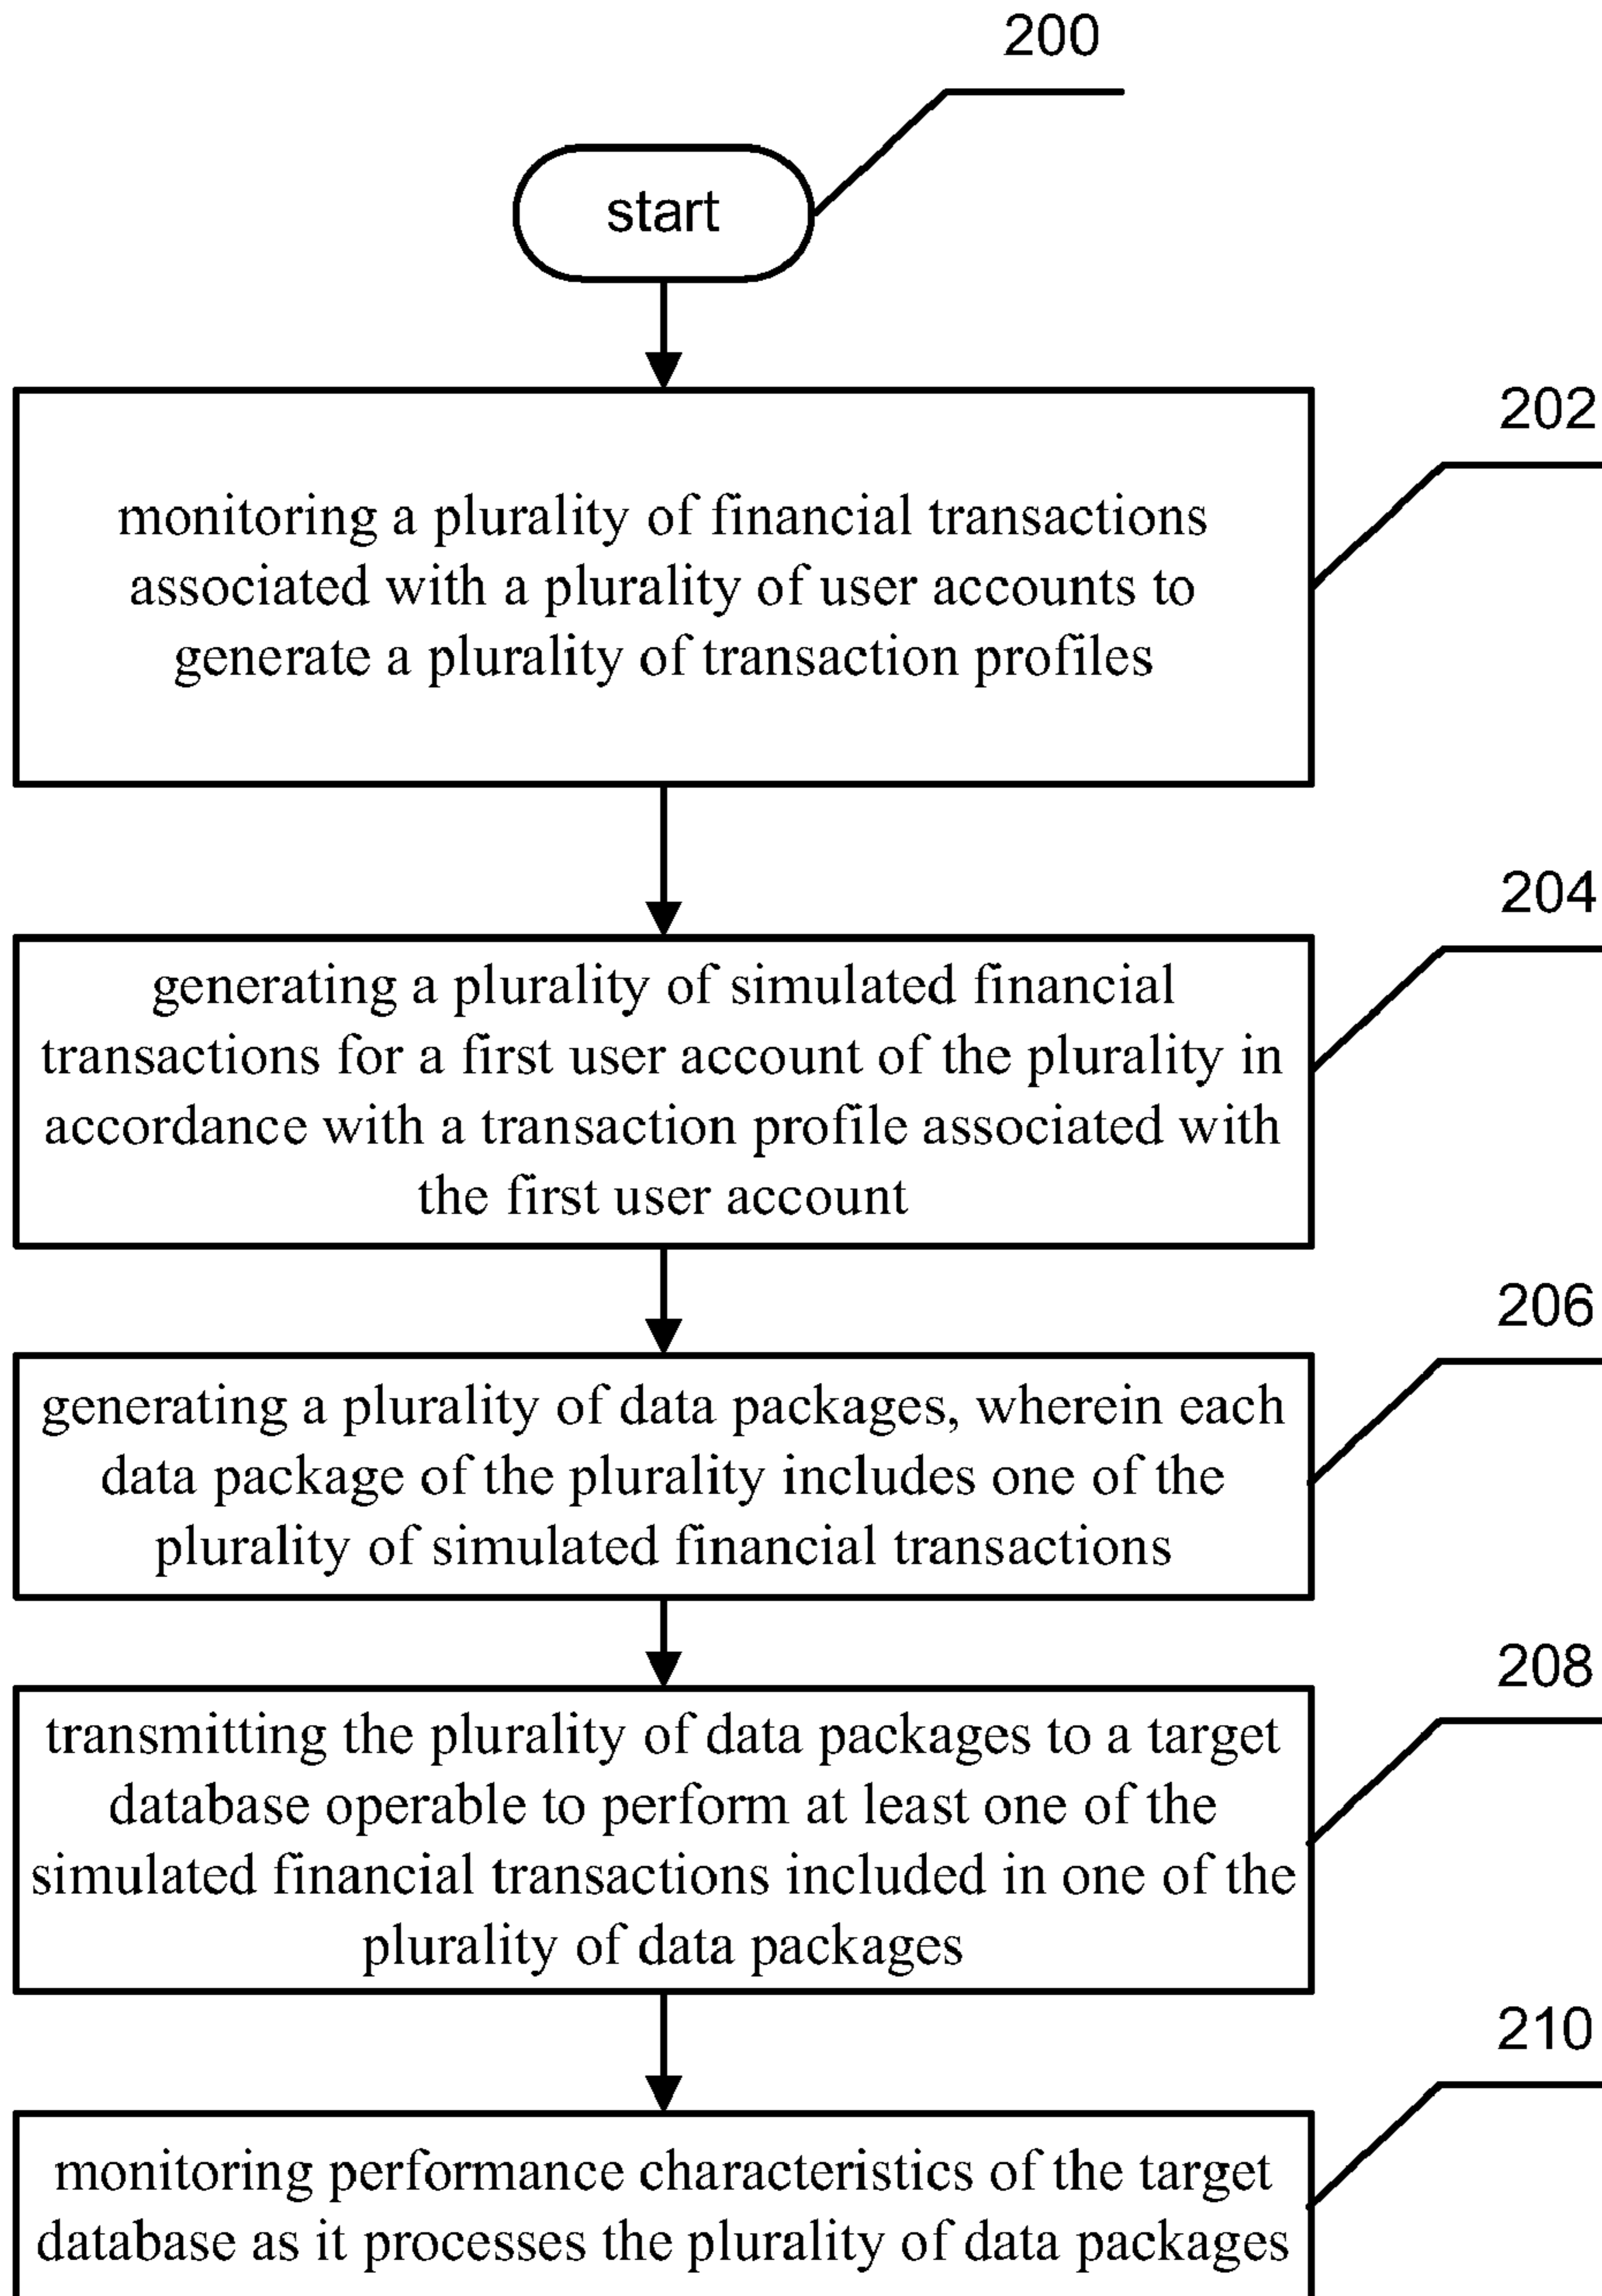 200
start
202
monitoring a plurality of financial transactions
associated with a plurality of user accounts to
generate a plurality of transaction profiles
204
generating a plurality of simulated financial
transactions for a first user account of the plurality in
accordance with a transaction profile associated with
the first user account
206
generating a plurality of data packages, wherein each
data package of the plurality includes one of the
plurality of simulated financial transactions
208
transmitting the plurality of data packages to a target
database operable to perform at least one of the
simulated financial transactions included in one of the
plurality of data packages
210
monitoring performance characteristics of the target
database as it processes the plurality of data packages